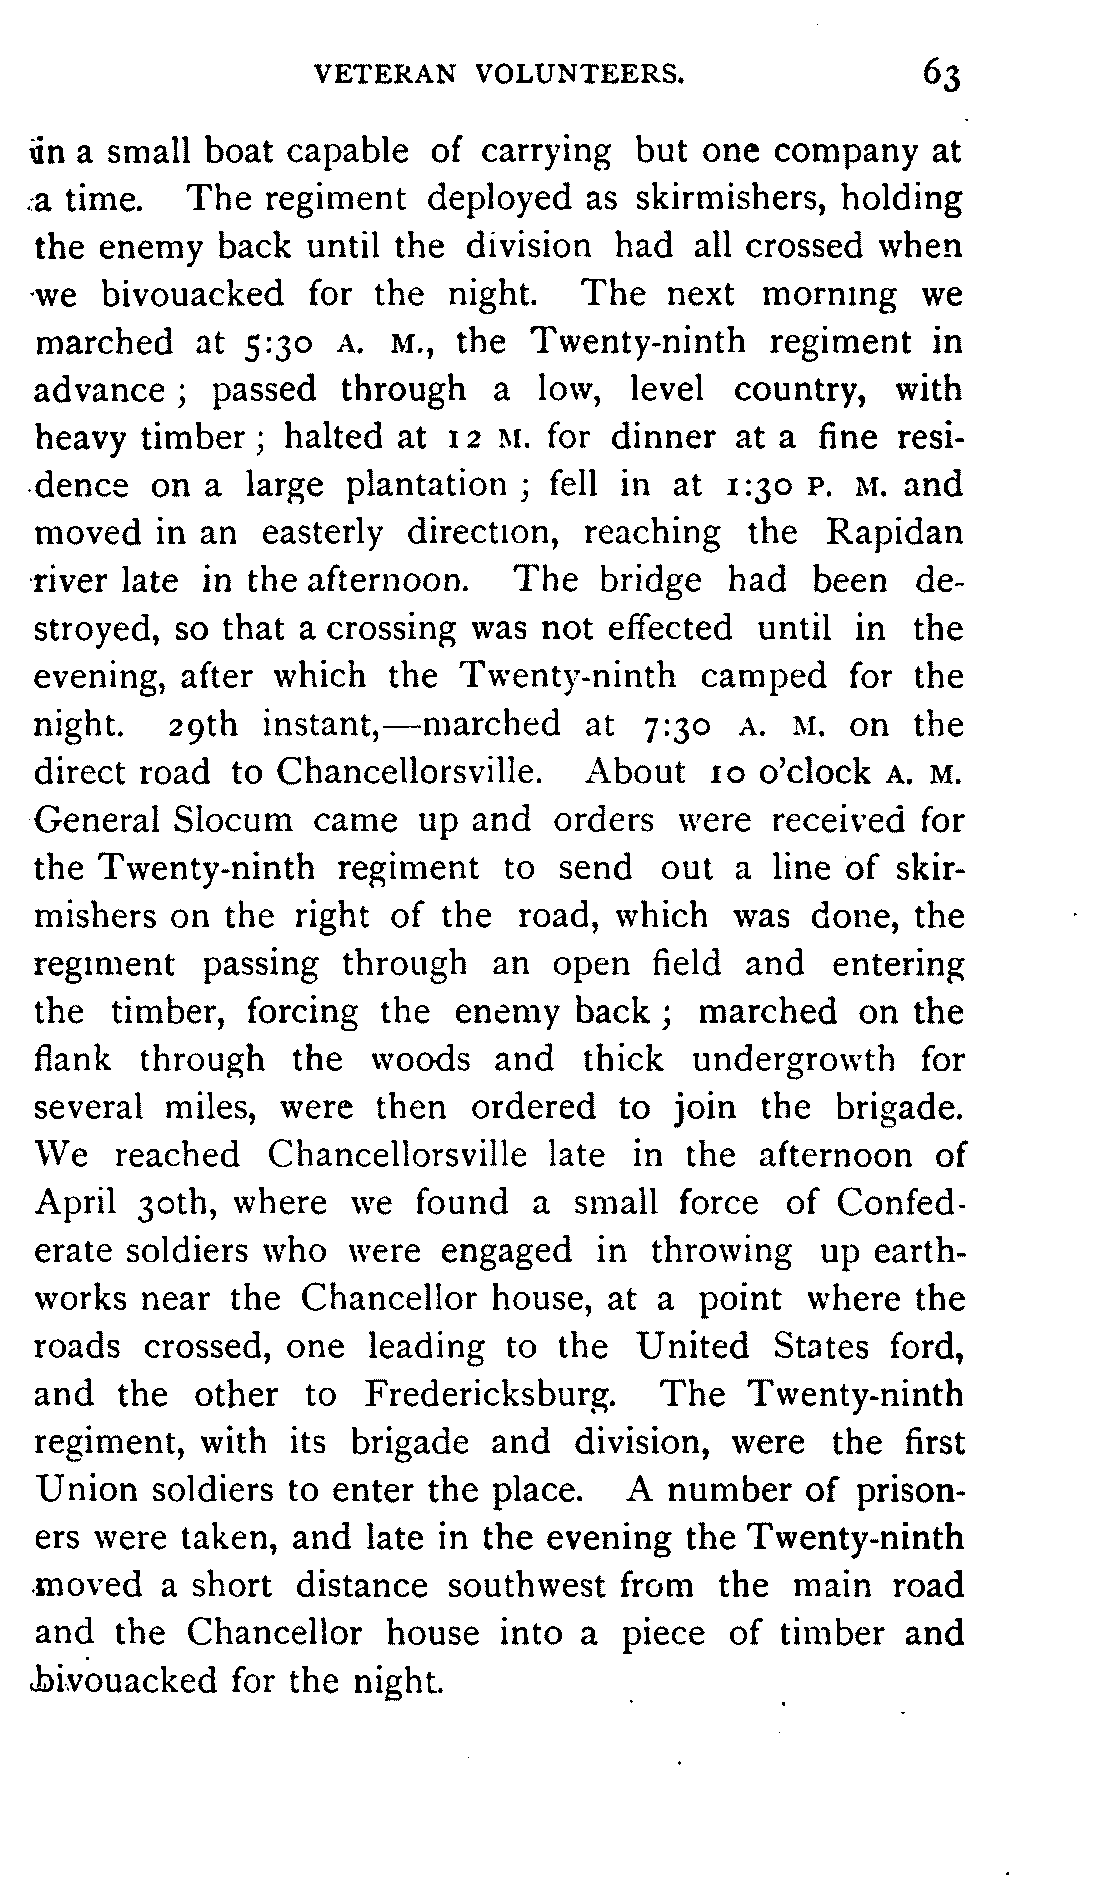 VETERAN VOLUNTEERS. 63
in a small boat capable of carrying but one company at
a time. The regiment deployed as skirmishers, holding
the enemy back until the division had all crossed when
we bivouacked for the night. The next morning we
marched at 5:30 A. M., the Twenty-ninth regiment in
advance ; passed through a low, level country, with
heavy timber ; halted at 12 M. for dinner at a fine resi-
dence on a large plantation ; fell in at 1:30 P. M. and
moved in an easterly direction, reaching the Rapidan
river late in the afternoon. The bridge had been de-
stroyed, so that a crossing was not effected until in the
evening, after which the Twenty-ninth camped for the
night. 29th instant,—marched at 7:30 A. M. on the
direct road to Chancellorsville. About 10 o'clock A. M.
General Slocum came up and orders were received for
the Twenty-ninth regiment to send out a line of skir-
mishers on the right of the road, which was done, the
regiment passing through an open field and entering
the timber, forcing the enemy back ; marched on the
flank through the woods and thick undergrowth for
several miles, were then ordered to join the brigade.
We reached Chancellorsville late in the afternoon of
April 30th, where we found a small force of Confed-
erate soldiers who were engaged in throwing up earth-
works near the Chancellor house, at a point where the
roads crossed, one leading to the United States ford,
and the other to Fredericksburg. The Twenty-ninth
regiment, with its brigade and division, were the first
Union soldiers to enter the place. A number of prison-
ers were taken, and late in the evening the Twenty-ninth
moved a short distance southwest from the main road
and the Chancellor house into a piece of timber and
bivouacked for the night.